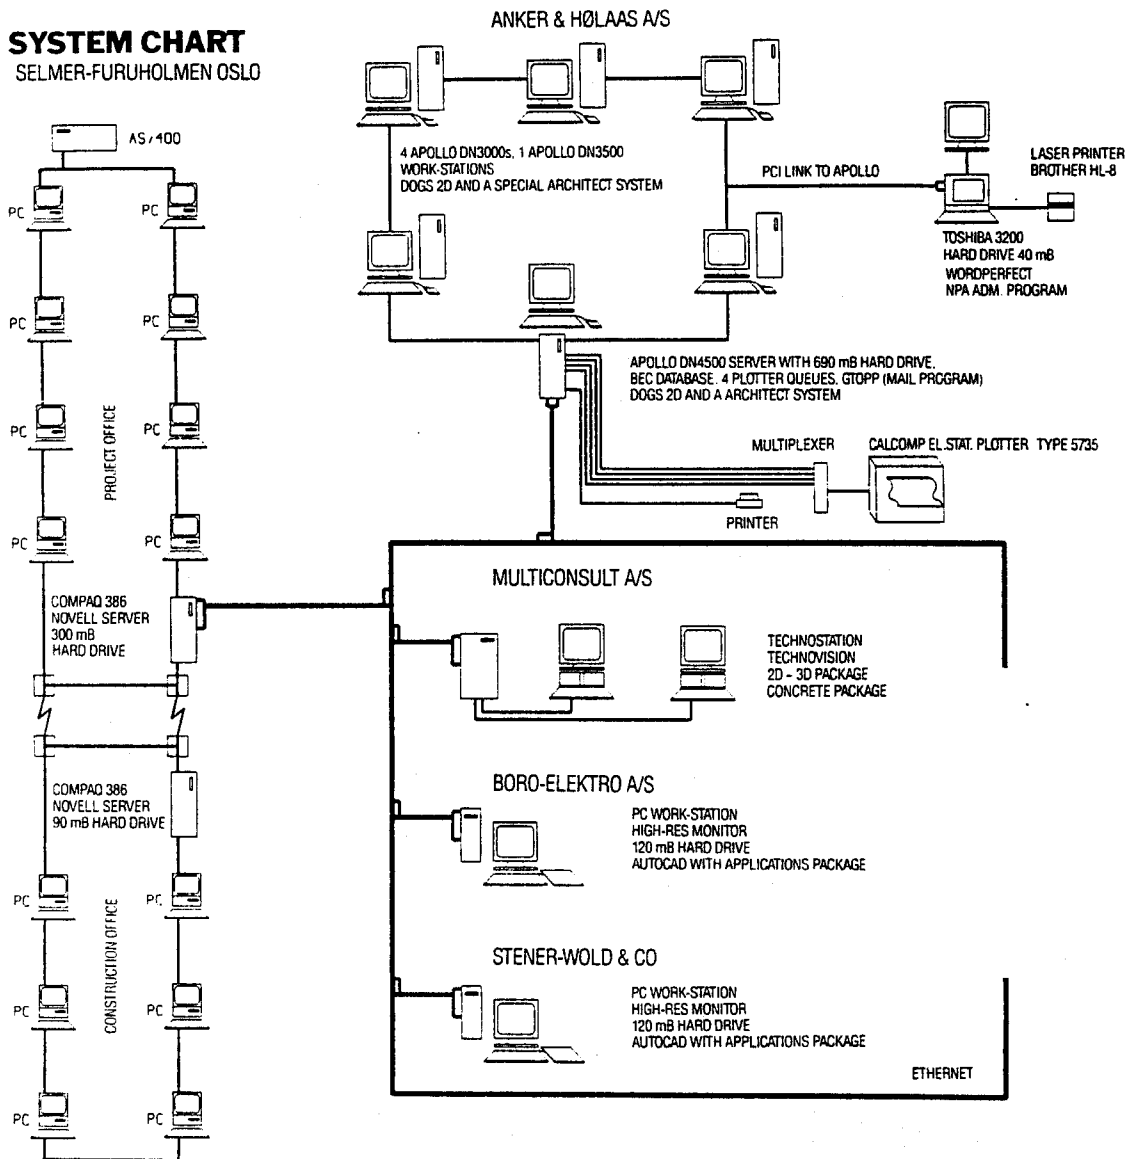 SYSTEM CHART
SELMER-FURUHOLMEN OSLO
ANKER & HØLAAS A/S
AS/400
PC
PC
PC
PC
PC
PC
PC
PC
PROJECT OFFICE
4 APOLLO DN3000s, 1 APOLLO DN3500
WORK-STATIONS
DOGS 2D AND A SPECIAL ARCHITECT SYSTEM
PCI LINK TO APOLLO
LASER PRINTER
BROTHER HL-8
TOSHIBA 3200
HARD DRIVE 40 mB
WORDPERFECT
NPA ADM. PROGRAM
APOLLO DN4500 SERVER WITH 690 mB HARD DRIVE,
BEC DATABASE. 4 PLOTTER QUEUES, GTOPP (MAIL PROGRAM)
DOGS 2D AND A ARCHITECT SYSTEM
MULTIPLEXER
CALCOMP EL.STAT. PLOTTER TYPE 5735
PRINTER
COMPAQ 386
NOVELL SERVER
300 mB
HARD DRIVE
MULTICONSULT A/S
TECHNOSTATION
TECHNOVISION
2D - 3D PACKAGE
CONCRETE PACKAGE
COMPAQ 386
NOVELL SERVER
90 mB HARD DRIVE
BORO-ELEKTRO A/S
PC WORK-STATION
HIGH-RES MONITOR
120 mB HARD DRIVE
AUTOCAD WITH APPLICATIONS PACKAGE
PC
PC
PC
PC
PC
PC
CONSTRUCTION OFFICE
STENER-WOLD & CO
PC WORK-STATION
HIGH-RES MONITOR
120 mB HARD DRIVE
AUTOCAD WITH APPLICATIONS PACKAGE
ETHERNET